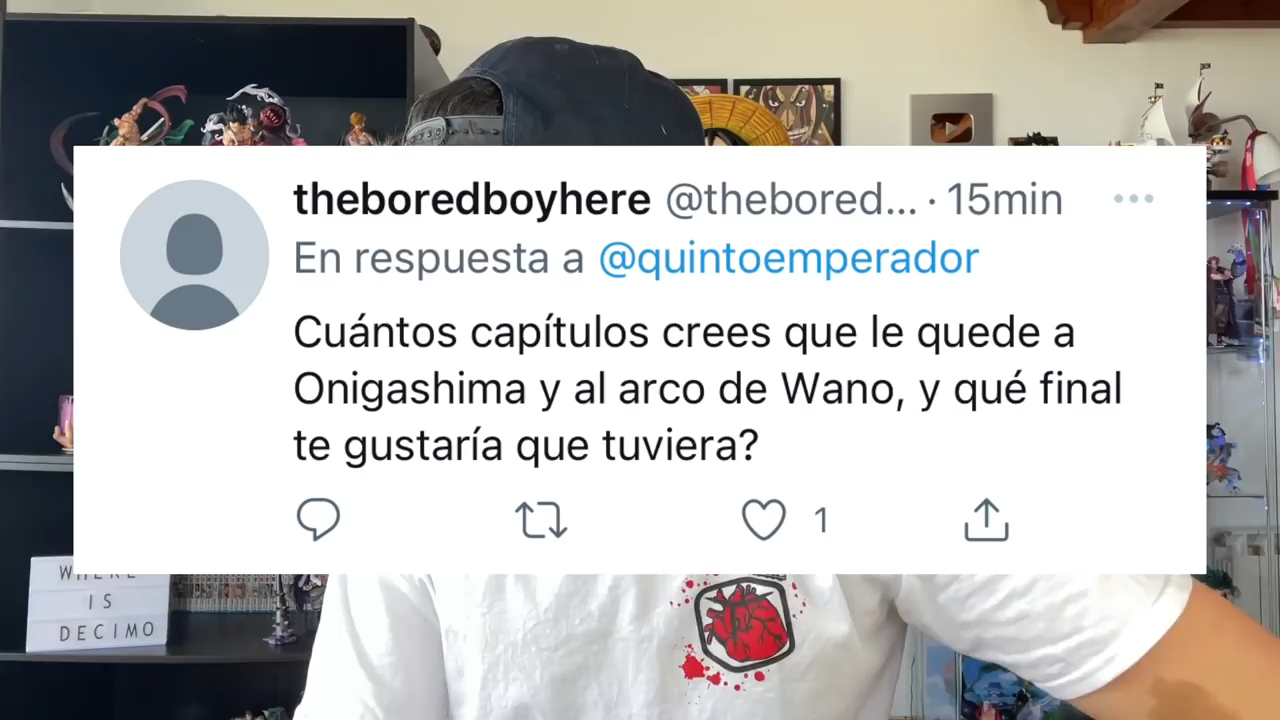 theboredboyhere @thebored... · 15min
En respuesta a @quintoemperador
Cuántos capítulos crees que le quede a
Onigashima y al arco de Wano, y qué final
te gustaría que tuviera?
1
WHERE
IS
DECIMO